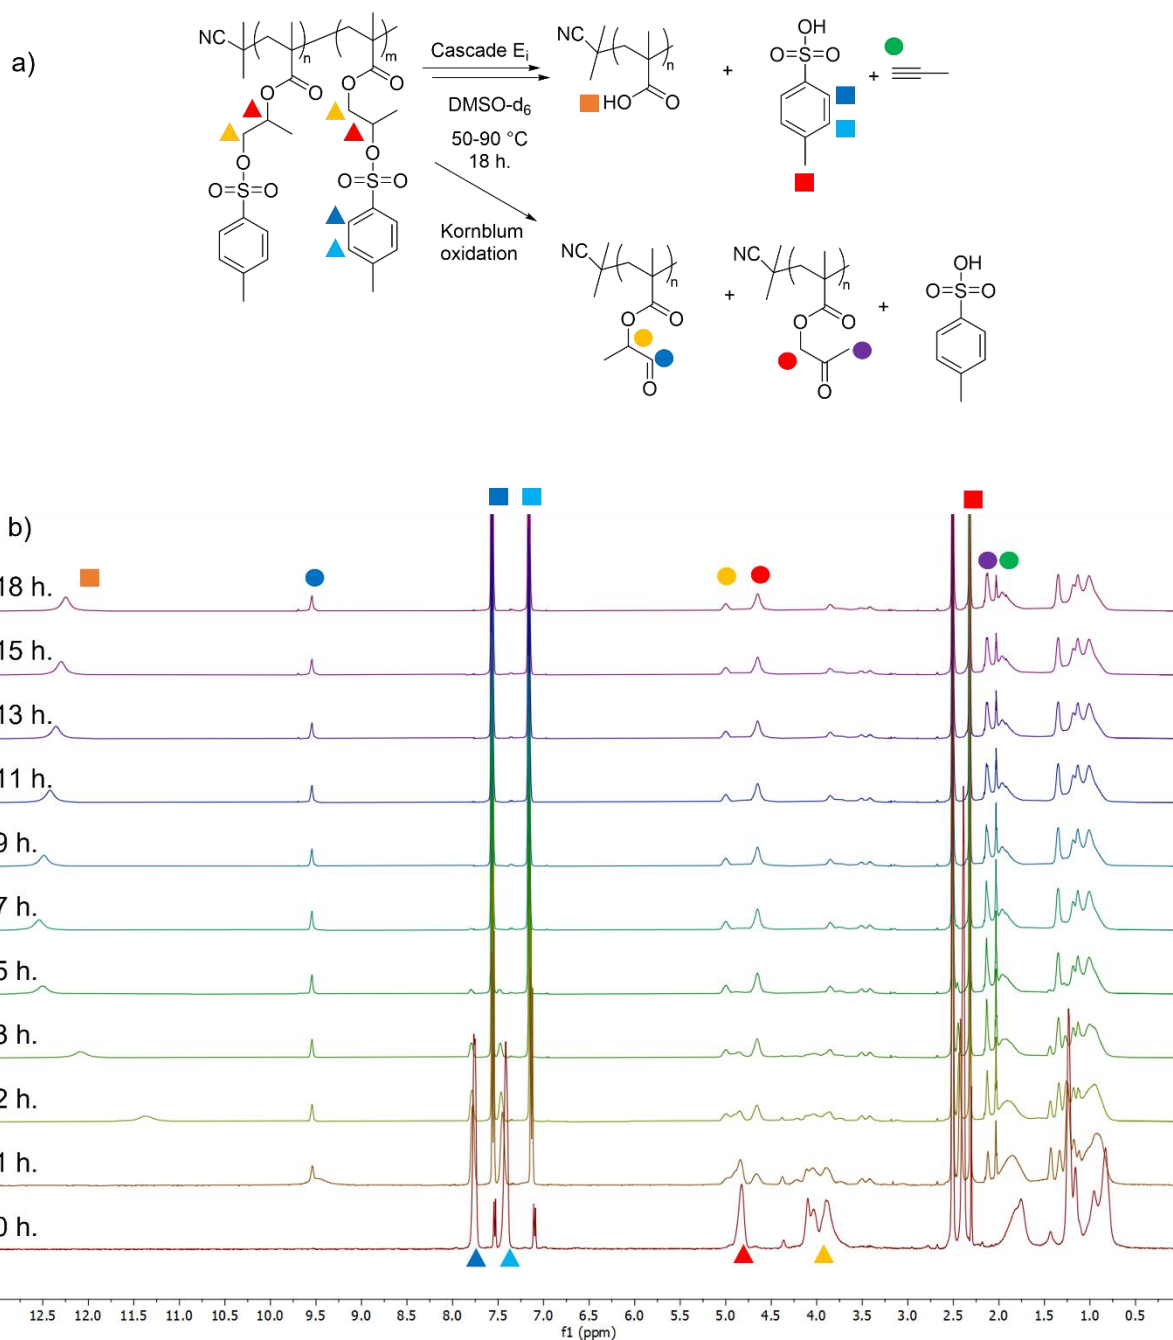 a)
NC
n
m
O
O
O
O
O
O=S=O
O
O=S=O
Cascade Ei
DMSO-d6
50-90 °C
18 h.
NC
n
HO
O
+
OH
O=S=O
+
Kornblum
oxidation
NC
n
O
O
O
+
NC
n
O
O
O
+
OH
O=S=O
b)
18 h.
15 h.
13 h.
11 h.
9 h.
7 h.
5 h.
3 h.
2 h.
1 h.
0 h.
12.5 12.0 11.5 11.0 10.5 10.0 9.5 9.0 8.5 8.0 7.5 7.0 6.5 6.0 5.5 5.0 4.5 4.0 3.5 3.0 2.5 2.0 1.5 1.0 0.5
f1 (ppm)